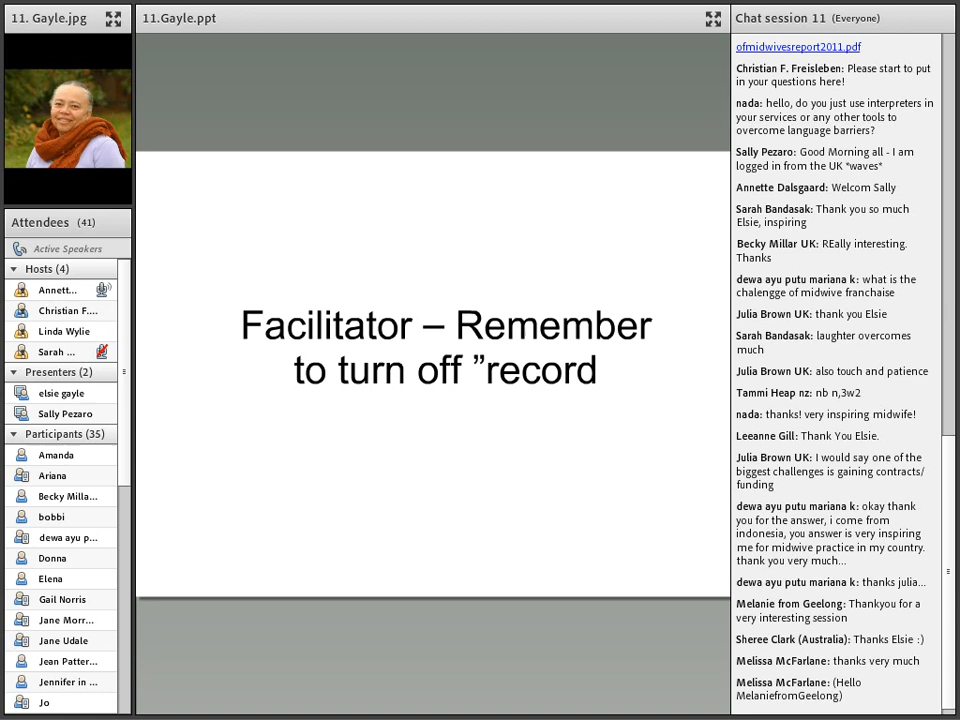 11. Gayle.jpg
Attendees (41)
Active Speakers
Hosts (4)
Annett...
Christian F....
Linda Wylie
Sarah ...
Presenters (2)
elsie gayle
Sally Pezaro
Participants (35)
Amanda
Ariana
Becky Milla...
bobbi
dewa ayu p...
Donna
Elena
Gail Norris
Jane Morr...
Jane Udale
Jean Patter...
Jennifer in ...
Jo
11.Gayle.ppt
Facilitator – Remember
to turn off ”record
Chat session 11 (Everyone)
ofmidwivesreport2011.pdf
Christian F. Freisleben: Please start to put
in your questions here!
nada: hello, do you just use interpreters in
your services or any other tools to
overcome language barriers?
Sally Pezaro: Good Morning all - I am
logged in from the UK *waves*
Annette Dalsgaard: Welcom Sally
Sarah Bandasak: Thank you so much
Elsie, inspiring
Becky Millar UK: REally interesting.
Thanks
dewa ayu putu mariana k: what is the
chalengge of midwive franchaise
Julia Brown UK: thank you Elsie
Sarah Bandasak: laughter overcomes
much
Julia Brown UK: also touch and patience
Tammi Heap nz: nb n,3w2
nada: thanks! very inspiring midwife!
Leeanne Gill: Thank You Elsie.
Julia Brown UK: I would say one of the
biggest challenges is gaining contracts/
funding
dewa ayu putu mariana k: okay thank
you for the answer, i come from
indonesia, you answer is very inspiring
me for midwive practice in my country.
thank you very much...
dewa ayu putu mariana k: thanks julia...
Melanie from Geelong: Thankyou for a
very interesting session
Sheree Clark (Australia): Thanks Elsie :)
Melissa McFarlane: thanks very much
Melissa McFarlane: (Hello
MelaniefromGeelong)